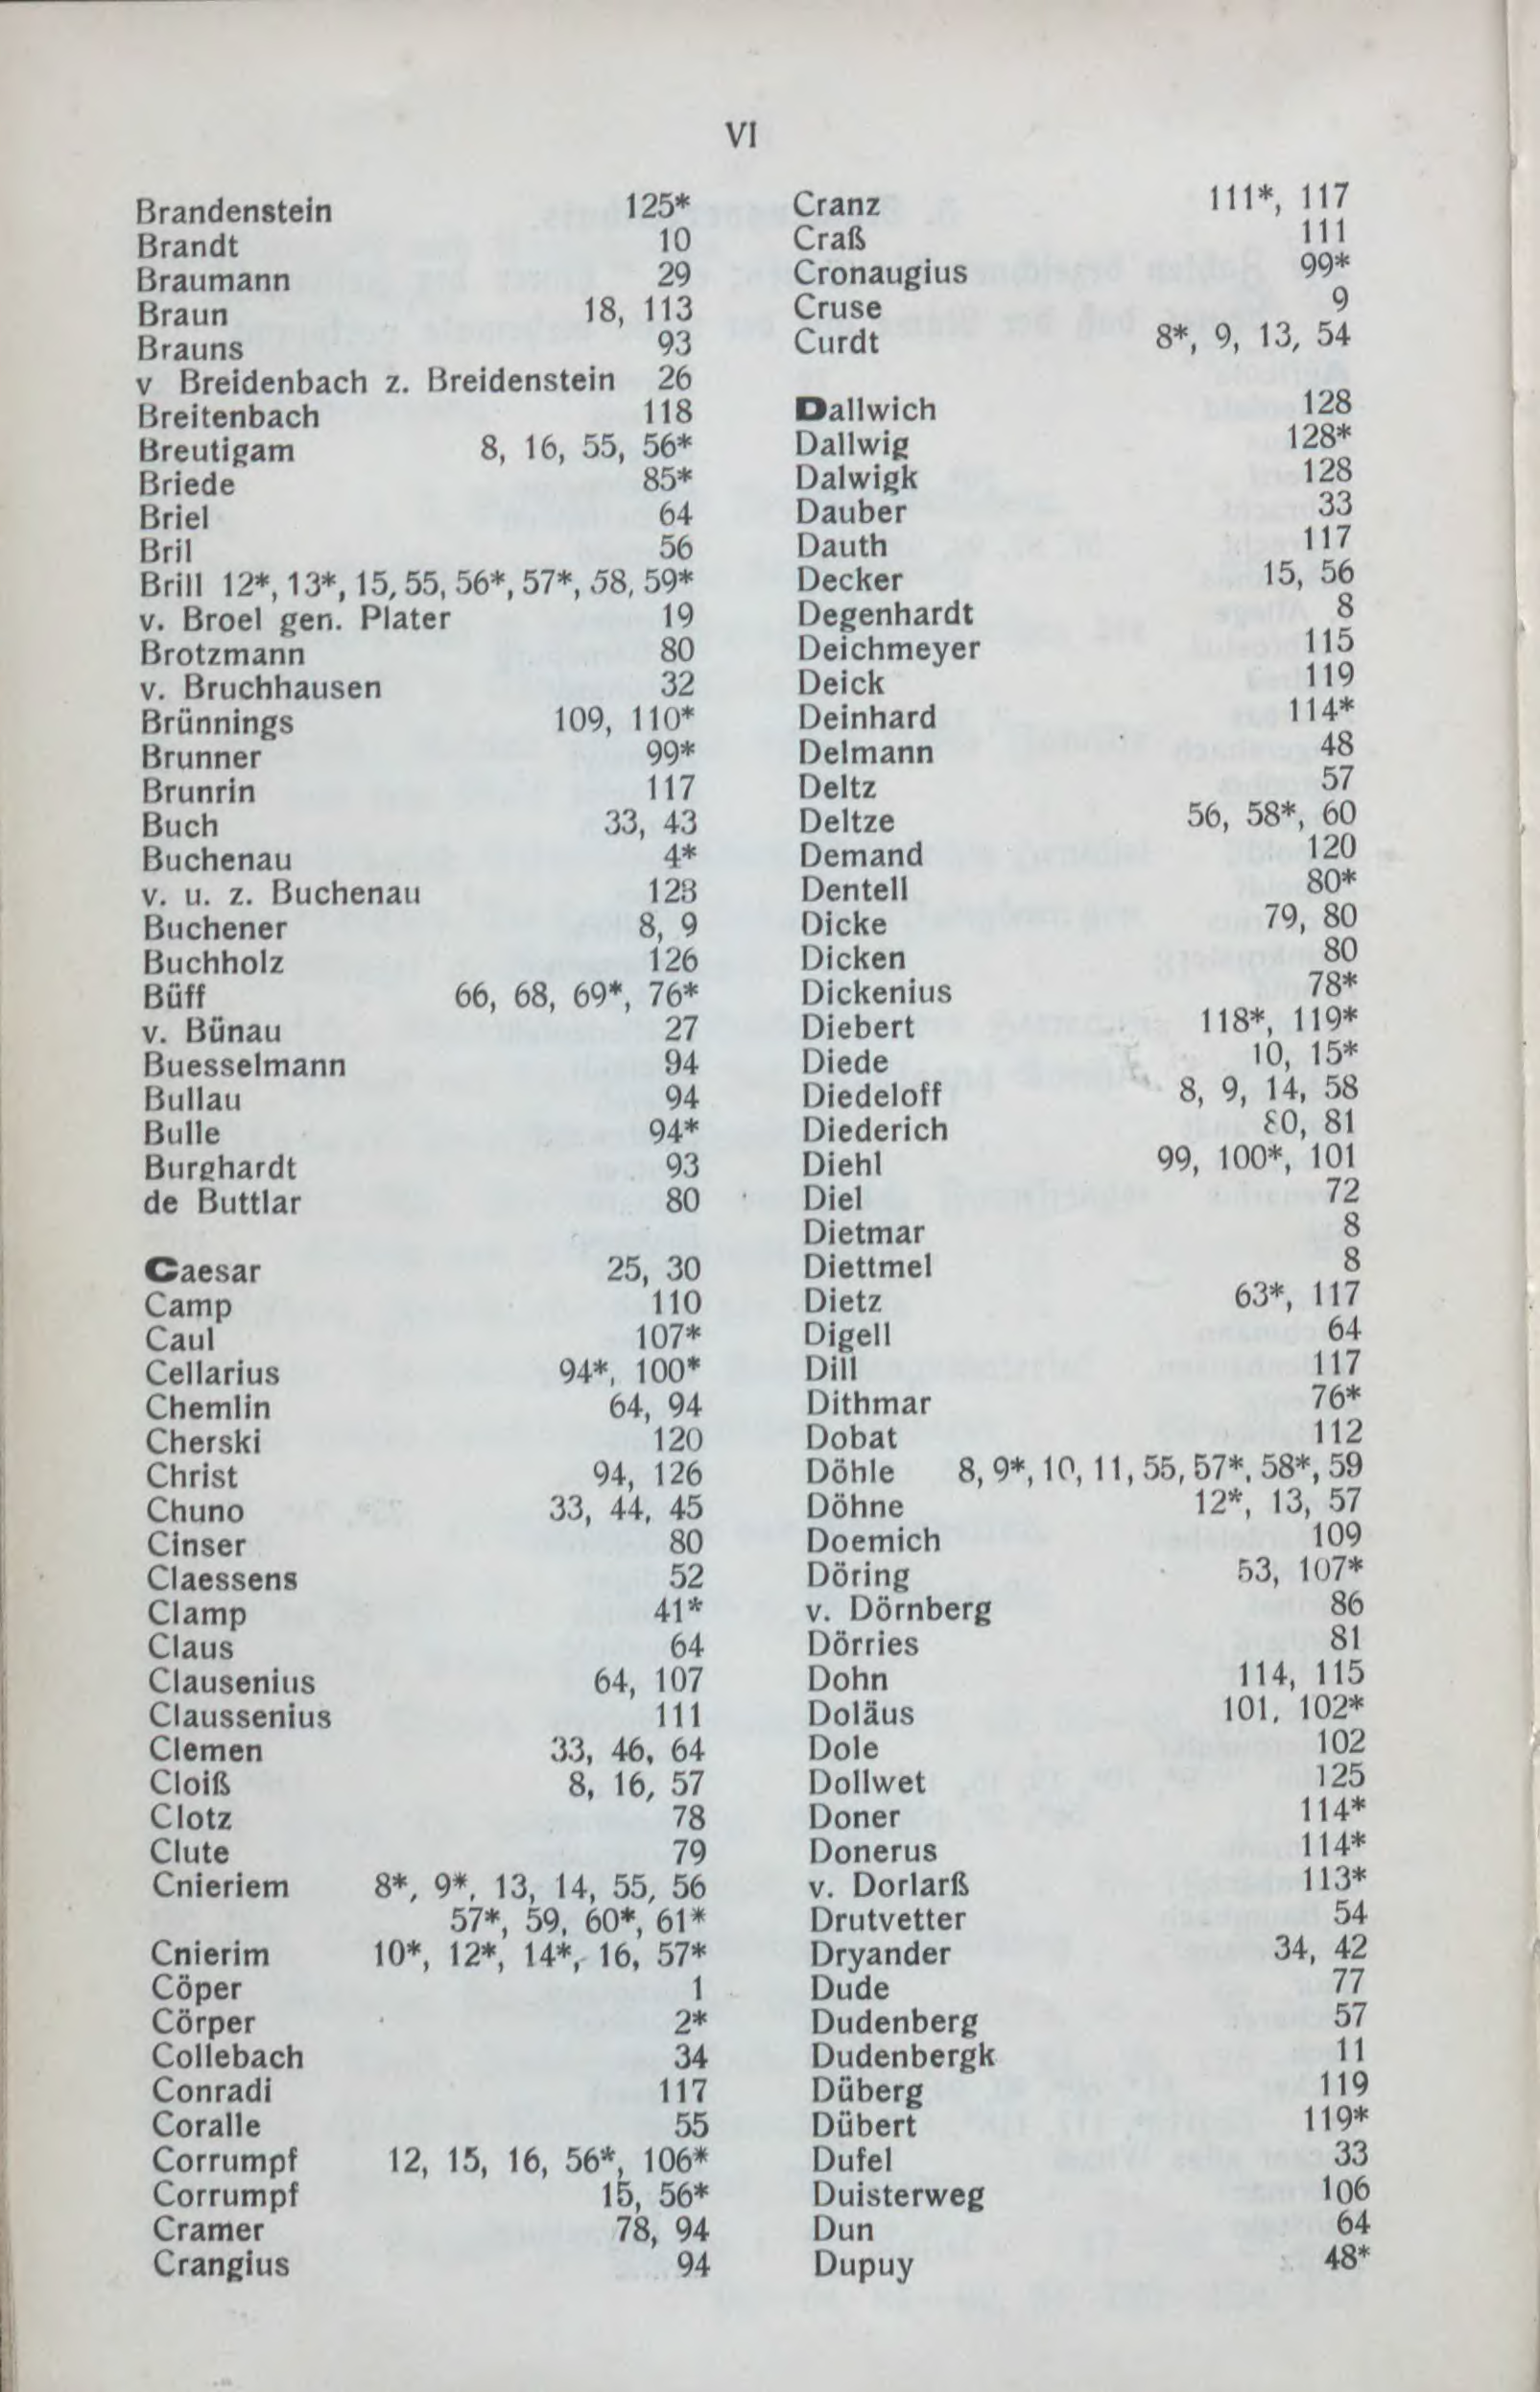 VI
Brandenstein 125*
Brandt 10
Braumann 29
Braun 18, 113
Brauns 93
v Breidenbach z. Breidenstein 26
Breitenbach 118
Breutigam 8, 16, 55, 56*
Briede 85*
Briel 64
Bril 56
Brill 12*, 13*, 15, 55, 56*, 57*, 58, 59*
v. Broel gen. Plater 19
Brotzmann 80
v. Bruchhausen 32
Brünnings 109, 110*
Brunner 99*
Brunrin 117
Buch 33, 43
Buchenau 4*
v. u. z. Buchenau 123
Buchener 8, 9
Buchholz 126
Büff 66, 68, 69*, 76*
v. Bünau 27
Buesselmann 94
Bullau 94
Bulle 94*
Burghardt 93
de Buttlar 80
Caesar 25, 30
Camp 110
Caul 107*
Cellarius 94*, 100*
Chemlin 64, 94
Cherski 120
Christ 94, 126
Chuno 33, 44, 45
Cinser 80
Claessens 52
Clamp 41*
Claus 64
Clausenius 64, 107
Claussenius 111
Clemen 33, 46, 64
Cloiß 8, 16, 57
Clotz 78
Clute 79
Cnieriem 8*, 9*, 13, 14, 55, 56
57*, 59, 60*, 61*
Cnierim 10*, 12*, 14*, 16, 57*
Cöper 1
Cörper 2*
Collebach 34
Conradi 117
Coralle 55
Corrumpf 12, 15, 16, 56*, 106*
Corrumpf 15, 56*
Cramer 78, 94
Crangius 94
Cranz 111*, 117
Craß 111
Cronaugius 99*
Cruse 9
Curdt 8*, 9, 13, 54
Dallwich 128
Dallwig 128*
Dalwigk 128
Dauber 33
Dauth 117
Decker 15, 56
Degenhardt 8
Deichmeyer 115
Deick 119
Deinhard 114*
Delmann 48
Deltz 57
Deltze 56, 58*, 60
Demand 120
Dentell 80*
Dicke 79, 80
Dicken 80
Dickenius 78*
Diebert 118*, 119*
Diede 10, 15*
Diedeloff 8, 9, 14, 58
Diederich 80, 81
Diehl 99, 100*, 101
Diel 72
Dietmar 8
Diettmel 8
Dietz 63*, 117
Digell 64
Dill 117
Dithmar 76*
Dobat 112
Döhle 8, 9*, 10, 11, 55, 57*, 58*, 59
Döhne 12*, 13, 57
Doemich 109
Döring 53, 107*
v. Dörnberg 86
Dörries 81
Dohn 114, 115
Doläus 101, 102*
Dole 102
Dollwet 125
Doner 114*
Donerus 114*
v. Dorlarß 113*
Drutvetter 54
Dryander 34, 42
Dude 77
Dudenberg 57
Dudenbergk 11
Düberg 119
Dübert 119*
Dufel 33
Duisterweg 106
Dun 64
Dupuy 48*